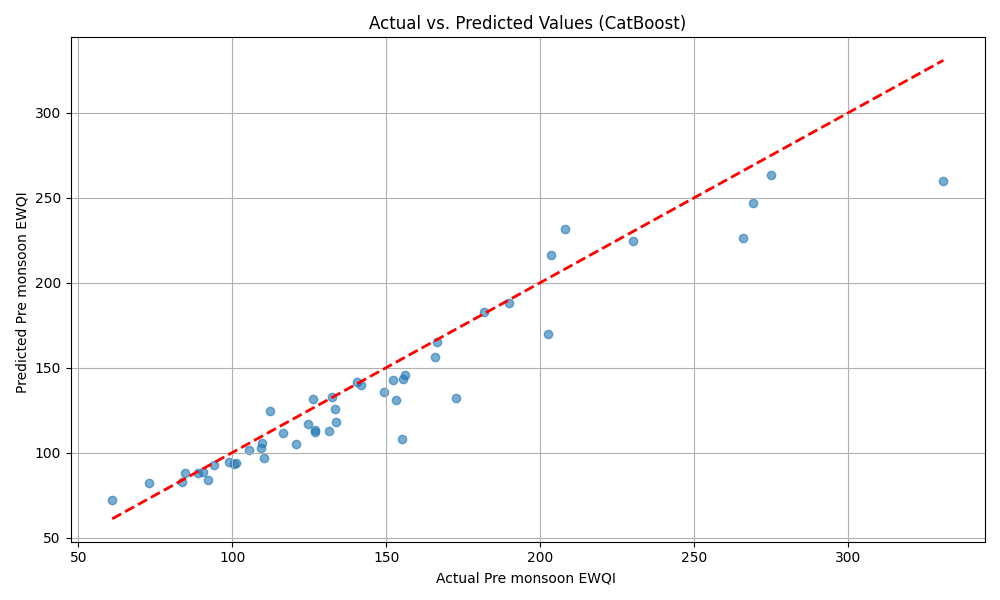 Actual vs. Predicted Values (CatBoost)
300
250
200
150
100
50
Predicted Pre monsoon EWQI
50 100 150 200 250 300
Actual Pre monsoon EWQI